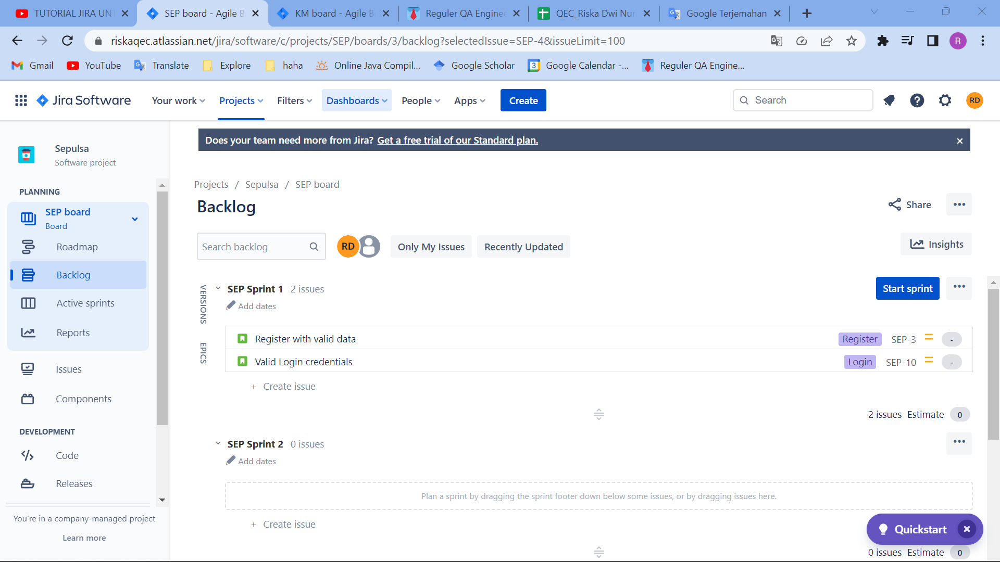 TUTORIAL JIRA UNT
SEP board - Agile B
KM board - Agile B
Reguler QA Enginee
QEC_Riska Dwi Nur
Google Terjemahan
riskaqec.atlassian.net/jira/software/c/projects/SEP/boards/3/backlog?selectedIssue=SEP-4&issueLimit=100
R
Gmail
YouTube
Translate
Explore
haha
Online Java Compil...
Google Scholar
3
Google Calendar -...
Reguler QA Engine...
Jira Software
Your work
Projects
Filters
Dashboards
People
Apps
Create
Search
RD
Sepulsa
Software project
Does your team need more from Jira? Get a free trial of our Standard plan.
PLANNING
SEP board
Board
Roadmap
Backlog
Active sprints
Reports
Issues
Components
DEVELOPMENT
Code
Releases
You're in a company-managed project
Learn more
Projects / Sepulsa / SEP board
Backlog
Share
Search backlog
RD
Only My Issues
Recently Updated
Insights
VERSIONS
EPICS
SEP Sprint 1 2 issues
Start sprint
Add dates
Register with valid data Register SEP-3 -
Valid Login credentials Login SEP-10 -
+ Create issue
2 issues Estimate 0
SEP Sprint 2 0 issues
Add dates
Plan a sprint by dragging the sprint footer down below some issues, or by dragging issues here.
+ Create issue
Quickstart
0 issues Estimate 0